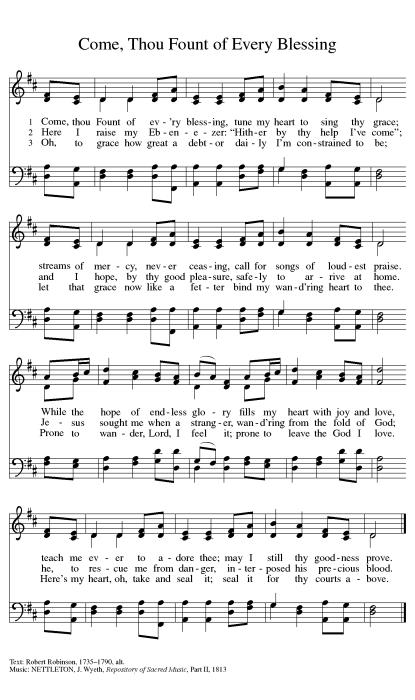 Come, Thou Fount of Every Blessing
1 Come, thou Fount of ev-'ry bless-ing, tune my heart to sing thy grace;
2 Here I raise my Eb-en-e-zer: “Hith-er by thy help I've come”;
3 Oh, to grace how great a debt-or dai-ly I'm con-strained to be;
streams of mer-cy, nev-er ceas-ing, call for songs of loud-est praise.
and I hope, by thy good pleas-ure, safe-ly to ar-rive at home.
let that grace now like a fet-ter bind my wan-d'ring heart to thee.
While the hope of end-less glo-ry fills my heart with joy and love,
Je-sus sought me when a strang-er, wan-d'ring from the fold of God;
Prone to wan-der, Lord, I feel it; prone to leave the God I love.
teach me ev-er to a-dore thee; may I still thy good-ness prove.
he, to res-cue me from dan-ger, in-ter-posed his pre-cious blood.
Here's my heart, oh, take and seal it; seal it for thy courts a-bove.
Text: Robert Robinson, 1735–1790, alt.
Music: NETTLETON, J. Wyeth, Repository of Sacred Music, Part II, 1813